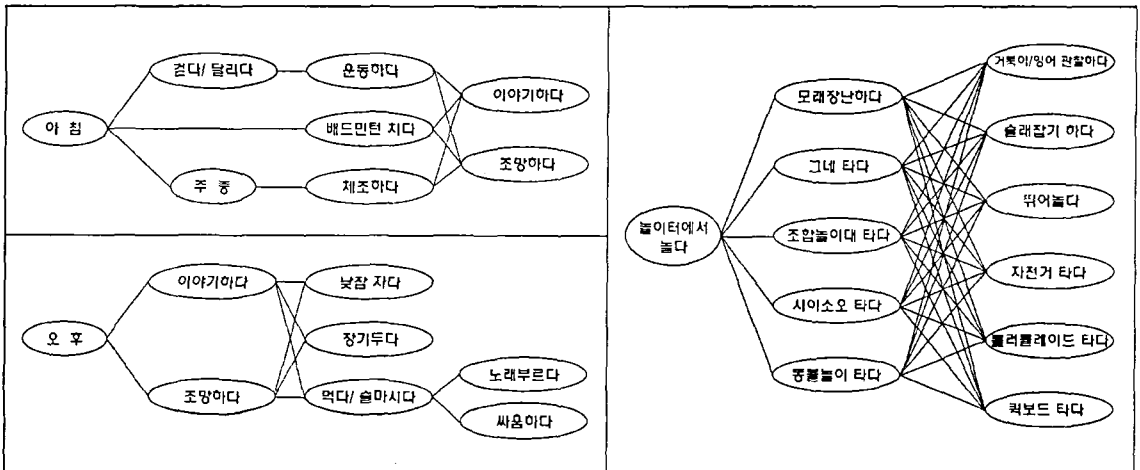 아 침
걷다/ 달리다
운동하다
이야기하다
배드민턴 치다
조망하다
주 중
체조하다
오 후
이야기하다
낮잠 자다
장기두다
조망하다
먹다/ 술마시다
노래부르다
싸움하다
놀이터에서
놀다
모래장난하다
그네 타다
조합놀이대 타다
시이소오 타다
동물놀이 타다
거북이/잉어 관찰하다
술래잡기 하다
뛰어놀다
자전거 타다
롤러브레이드 타다
퀵보드 타다